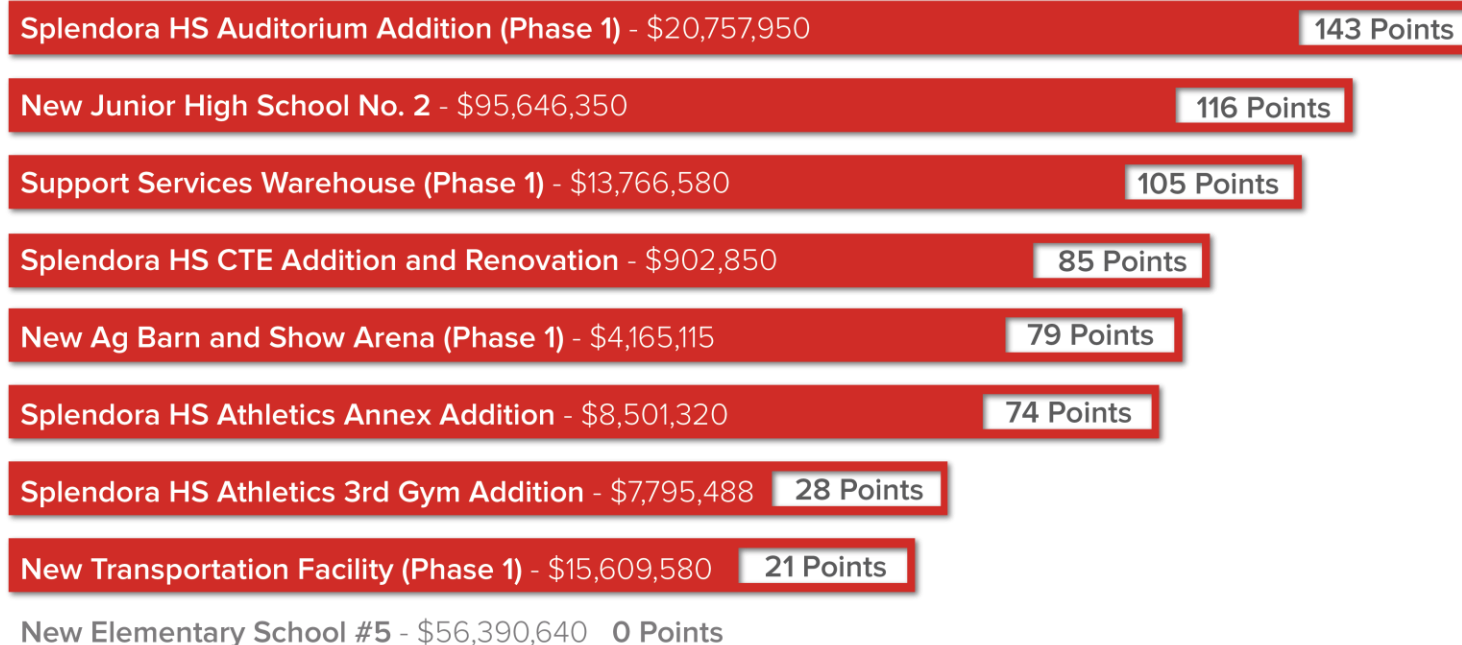 Splendora HS Auditorium Addition (Phase 1) - $20,757,950 143 Points
New Junior High School No. 2 - $95,646,350 116 Points
Support Services Warehouse (Phase 1) - $13,766,580 105 Points
Splendora HS CTE Addition and Renovation - $902,850 85 Points
New Ag Barn and Show Arena (Phase 1) - $4,165,115 79 Points
Splendora HS Athletics Annex Addition - $8,501,320 74 Points
Splendora HS Athletics 3rd Gym Addition - $7,795,488 28 Points
New Transportation Facility (Phase 1) - $15,609,580 21 Points
New Elementary School #5 - $56,390,640 0 Points